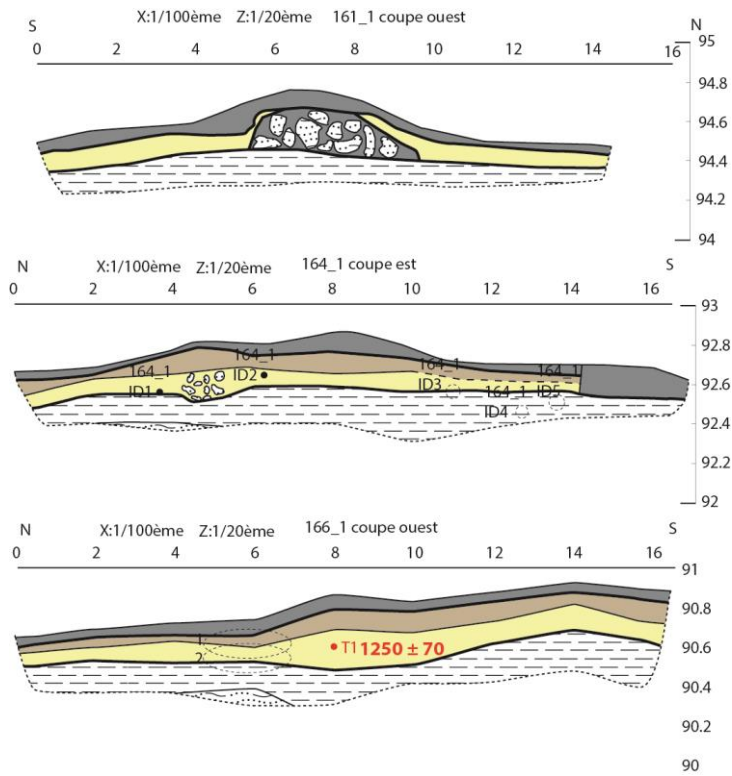 X:1/100ème Z:1/20ème 161_1 coupe ouest
S N
0 2 4 6 8 10 12 14 16
95
94.8
94.6
94.4
94.2
94
X:1/100ème Z:1/20ème 164_1 coupe est
N S
0 2 4 6 8 10 12 14 16
93
92.8
92.6
92.4
92.2
92
164_1
ID1
164_1
ID2
164_1
ID3
164_1
ID4
164_1
ID5
X:1/100ème Z:1/20ème 166_1 coupe ouest
N S
0 2 4 6 8 10 12 14 16
91
90.8
90.6
90.4
90.2
90
1
2
T1 1250 ± 70